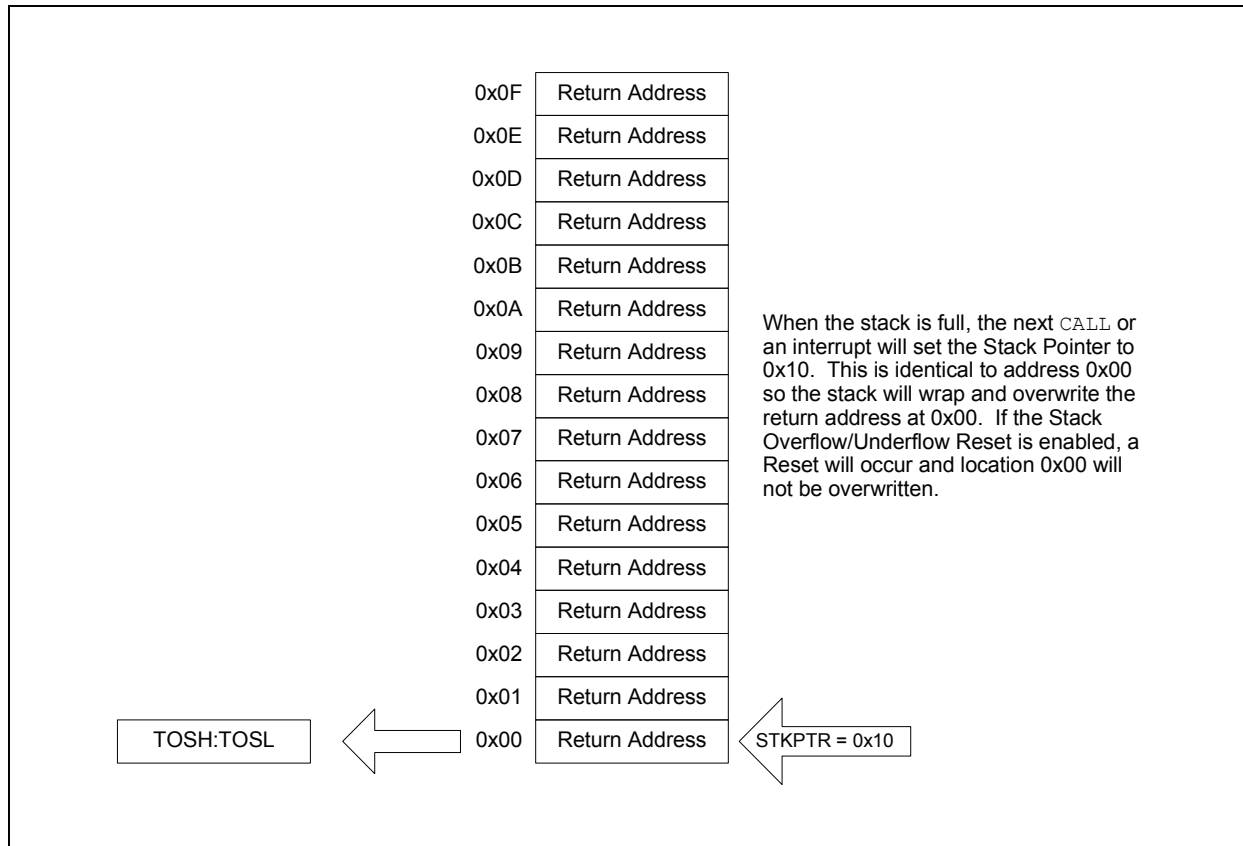 0x0F Return Address
0x0E Return Address
0x0D Return Address
0x0C Return Address
0x0B Return Address
0x0A Return Address
0x09 Return Address
0x08 Return Address
0x07 Return Address
0x06 Return Address
0x05 Return Address
0x04 Return Address
0x03 Return Address
0x02 Return Address
0x01 Return Address
TOSH:TOSL 0x00 Return Address STKPTR = 0x10
When the stack is full, the next CALL or
an interrupt will set the Stack Pointer to
0x10. This is identical to address 0x00
so the stack will wrap and overwrite the
return address at 0x00. If the Stack
Overflow/Underflow Reset is enabled, a
Reset will occur and location 0x00 will
not be overwritten.